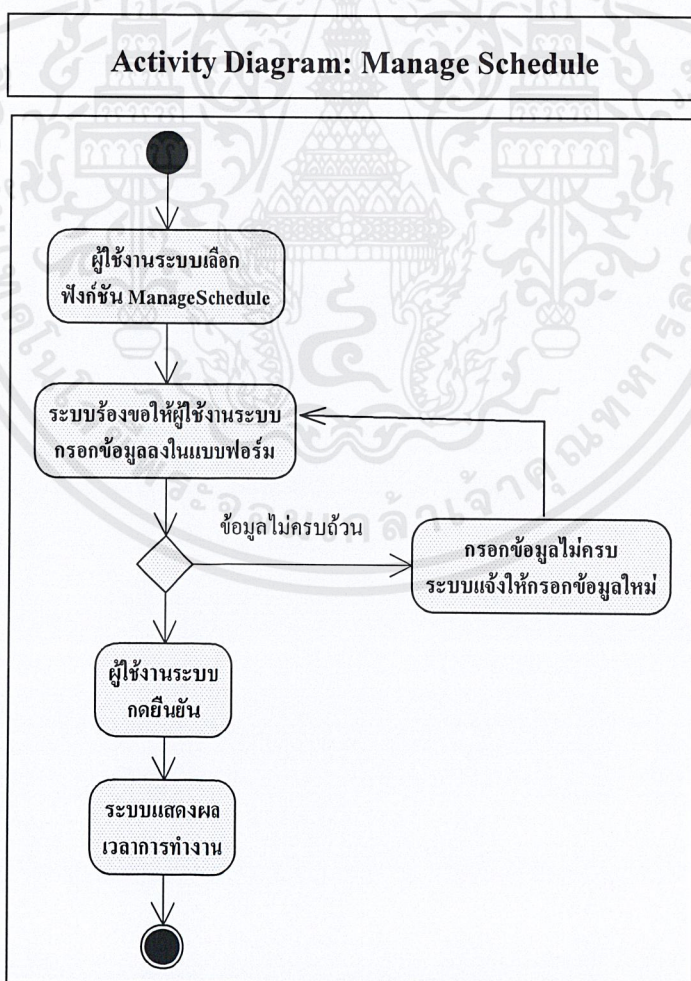 Activity Diagram: Manage Schedule
ผู้ใช้งานระบบเลือก
ฟังก์ชัน ManageSchedule
ระบบร้องขอให้ผู้ใช้งานระบบ
กรอกข้อมูลลงในแบบฟอร์ม
ข้อมูลไม่ครบถ้วน
กรอกข้อมูลไม่ครบ
ระบบแจ้งให้กรอกข้อมูลใหม่
ผู้ใช้งานระบบ
กดยืนยัน
ระบบแสดงผล
เวลาการทำงาน